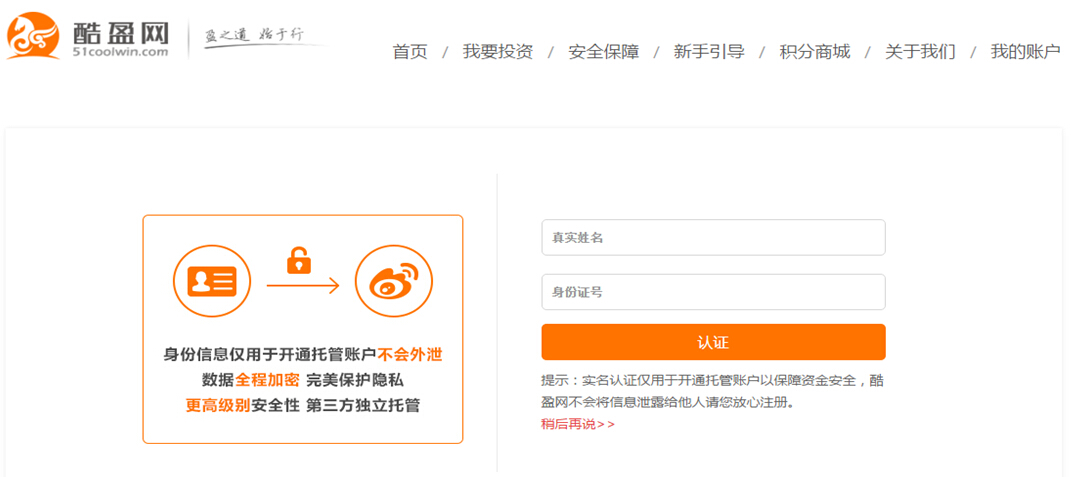 酷盈网
51coolwin.com
盈之道 始于行
首页 / 我要投资 / 安全保障 / 新手引导 / 积分商城 / 关于我们 / 我的账户
身份信息仅用于开通托管账户不会外泄
数据全程加密 完美保护隐私
更高级别安全性 第三方独立托管
真实姓名
身份证号
认证
提示：实名认证仅用于开通托管账户以保障资金安全，酷
盈网不会将信息泄露给他人请您放心注册。
稍后再说>>